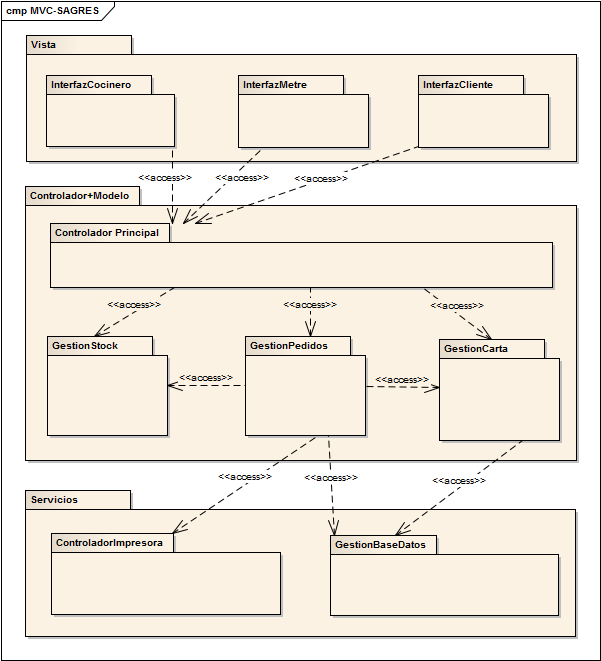 cmp MVC-SAGRES
Vista
InterfazCocinero
InterfazMetre
InterfazCliente
<<access>>
<<access>>
<<access>>
Controlador+Modelo
Controlador Principal
<<access>>
<<access>>
<<access>>
GestionStock
GestionPedidos
GestionCarta
<<access>>
<<access>>
<<access>>
<<access>>
<<access>>
Servicios
ControladorImpresora
GestionBaseDatos